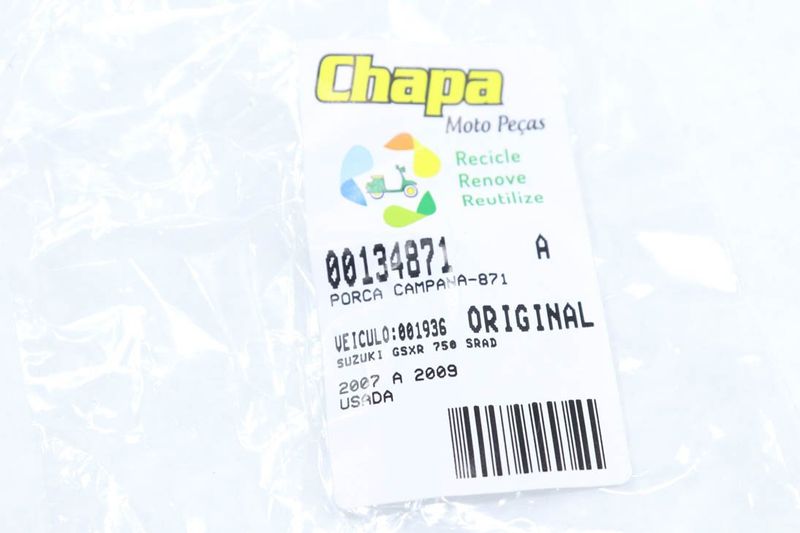 Chapa
Moto Peças
Recicle
Renove
Reutilize
00134871 A
PORCA CAMPANA-871
VEICULO:001936 ORIGINAL
SUZUKI GSXR 750 SRAD
2007 A 2009
USADA